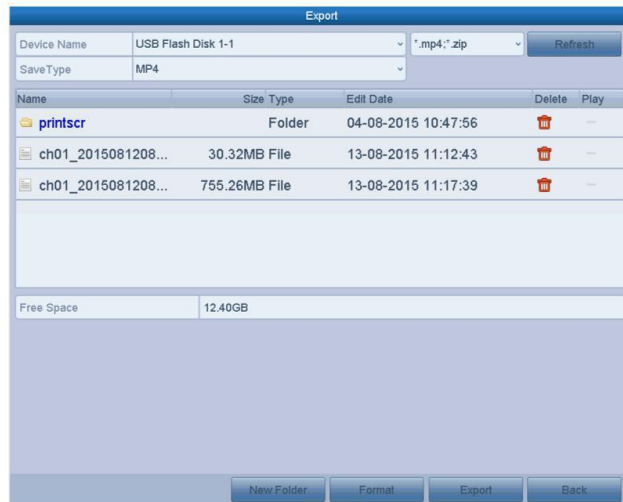 Export
Device Name USB Flash Disk 1-1 *.mp4;*.zip Refresh
SaveType MP4
Name Size Type Edit Date Delete Play
printscr Folder 04-08-2015 10:47:56
ch01_2015081208... 30.32MB File 13-08-2015 11:12:43
ch01_2015081208... 755.26MB File 13-08-2015 11:17:39
Free Space 12.40GB
New Folder Format Export Back